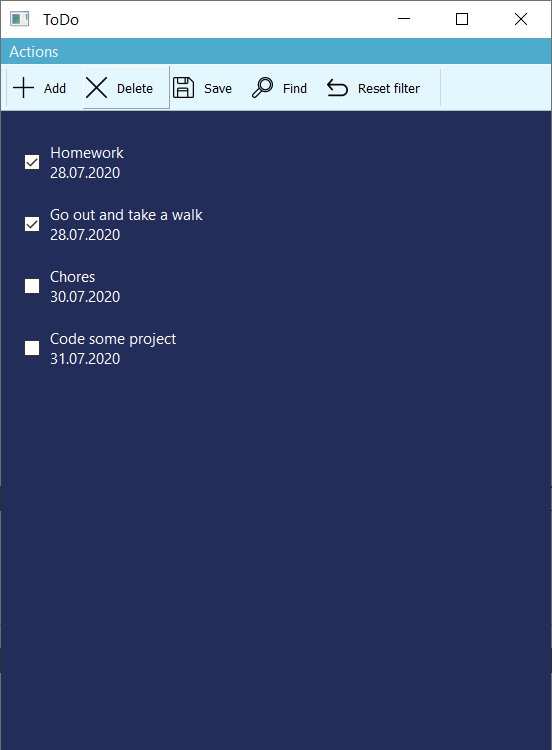 ToDo
Actions
Add Delete Save Find Reset filter
Homework
28.07.2020
Go out and take a walk
28.07.2020
Chores
30.07.2020
Code some project
31.07.2020